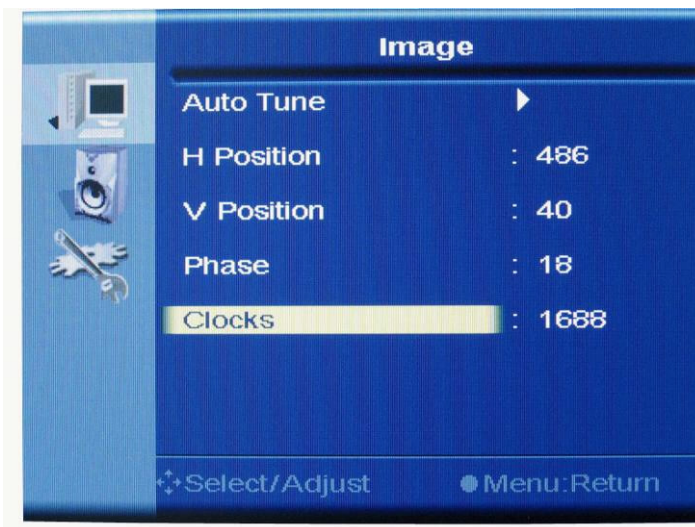 Image
Auto Tune
H Position : 486
V Position : 40
Phase : 18
Clocks : 1688
Select/Adjust Menu:Return